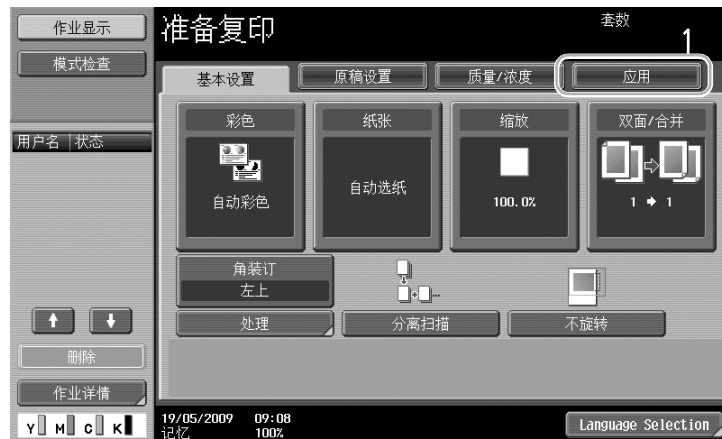 作业显示
准备复印
套数
1
模式检查
基本设置
原稿设置
质量/浓度
应用
用户名 状态
彩色
纸张
缩放
双面/合并
自动彩色
自动选纸
100.0%
1 → 1
角装订
左上
处理
分离扫描
不旋转
删除
作业详情
Y M C K
19/05/2009 09:08
记忆 100%
Language Selection